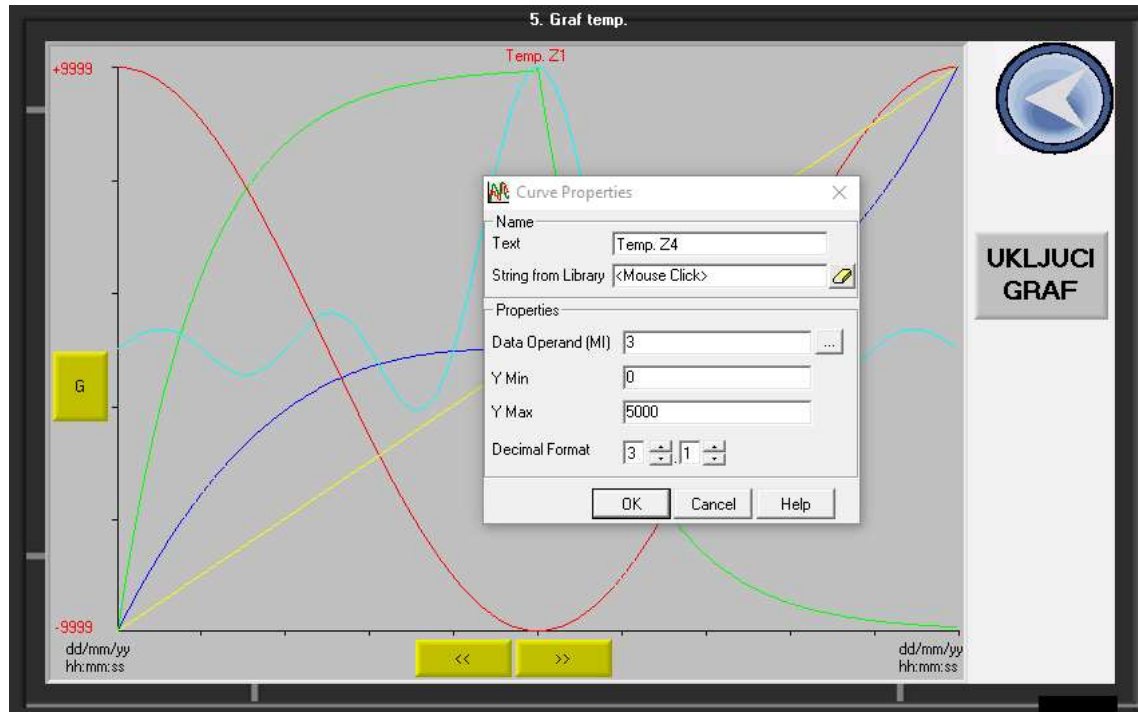 5. Graf temp.
Temp. Z1
+9999
Curve Properties
Name
Text Temp. Z4
String from Library <Mouse Click>
Properties
Data Operand (MI) 3 ...
Y Min 0
Y Max 5000
Decimal Format 3 . 1
OK Cancel Help
UKLJUCI
GRAF
G
-9999
dd/mm/yy
hh:mm:ss
<< >>
dd/mm/yy
hh:mm:ss